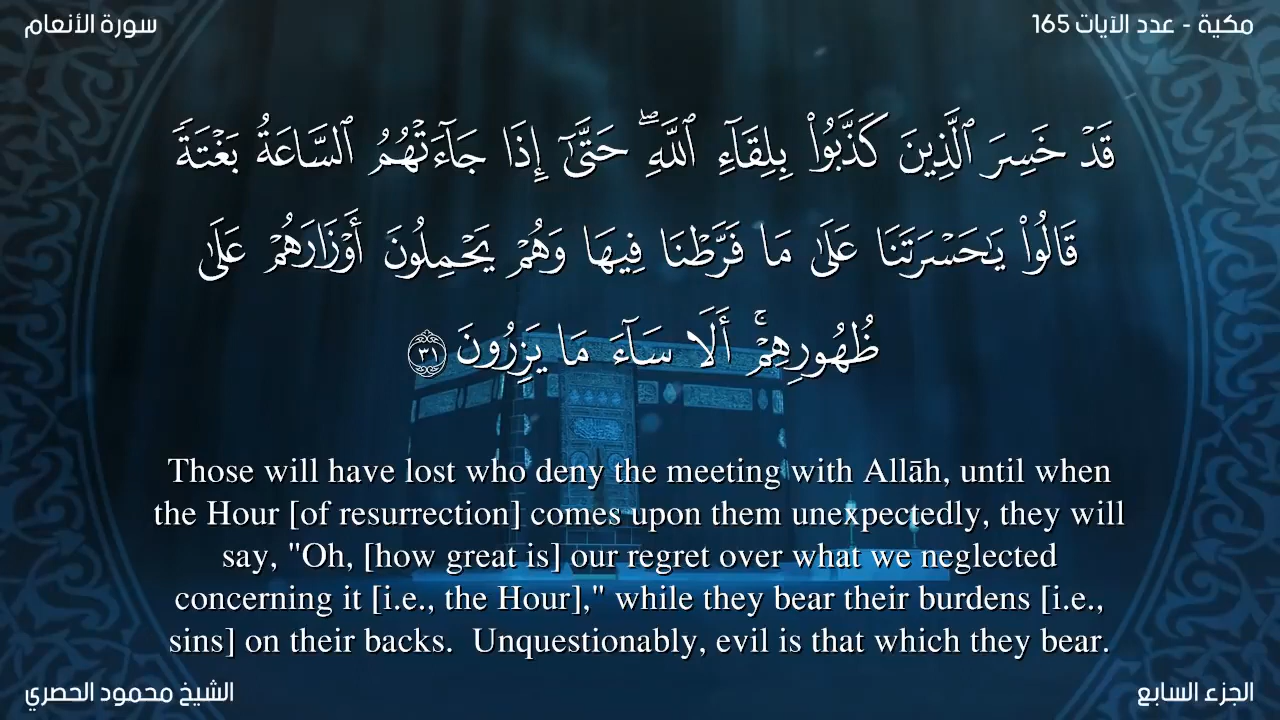 سورة الأنعام
مكية - عدد الآيات 165
قَدْ خَسِرَ ٱلَّذِينَ كَذَّبُوا۟ بِلِقَآءِ ٱللَّهِ ۖ حَتَّىٰٓ إِذَا جَآءَتْهُمُ ٱلسَّاعَةُ بَغْتَةً
قَالُوا۟ يَـٰحَسْرَتَنَا عَلَىٰ مَا فَرَّطْنَا فِيهَا وَهُمْ يَحْمِلُونَ أَوْزَارَهُمْ عَلَىٰ
ظُهُورِهِمْ ۚ أَلَا سَآءَ مَا يَزِرُونَ ٣١
Those will have lost who deny the meeting with Allāh, until when
the Hour [of resurrection] comes upon them unexpectedly, they will
say, "Oh, [how great is] our regret over what we neglected
concerning it [i.e., the Hour]," while they bear their burdens [i.e.,
sins] on their backs.  Unquestionably, evil is that which they bear.
الشيخ محمود الحصري
الجزء السابع